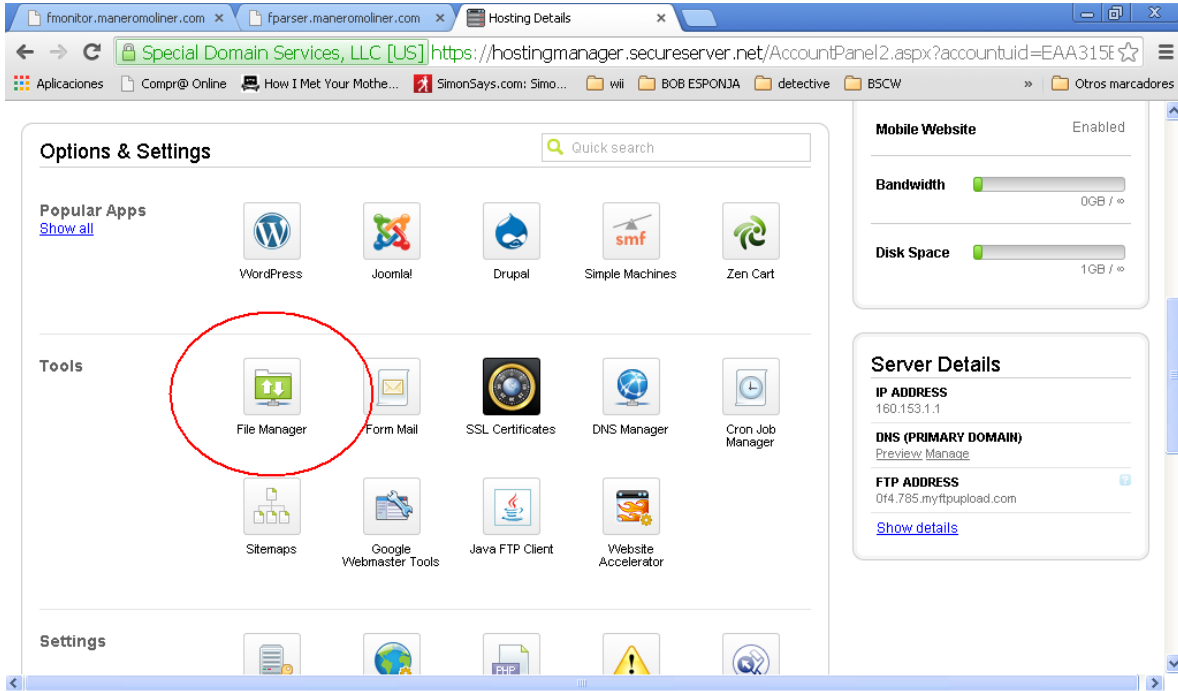 fmonitor.maneromoliner.com
fparser.maneromoliner.com
Hosting Details
Special Domain Services, LLC [US] https://hostingmanager.secureserver.net/AccountPanel2.aspx?accountuid=EAA315E
Aplicaciones Compr@ Online How I Met Your Mothe... SimonSays.com: Simo... wii BOB ESPONJA detective BSCW » Otros marcadores
Options & Settings
Quick search
Popular Apps
Show all
WordPress
Joomla!
Drupal
smf
Simple Machines
Zen Cart
Tools
File Manager
Form Mail
SSL Certificates
DNS Manager
Cron Job
Manager
Sitemaps
Google
Webmaster Tools
Java FTP Client
Website
Accelerator
Settings
PHP
Mobile Website Enabled
Bandwidth
0GB / ∞
Disk Space
1GB / ∞
Server Details
IP ADDRESS
160.153.1.1
DNS (PRIMARY DOMAIN)
Preview Manage
FTP ADDRESS
0f4.785.myftpupload.com
Show details